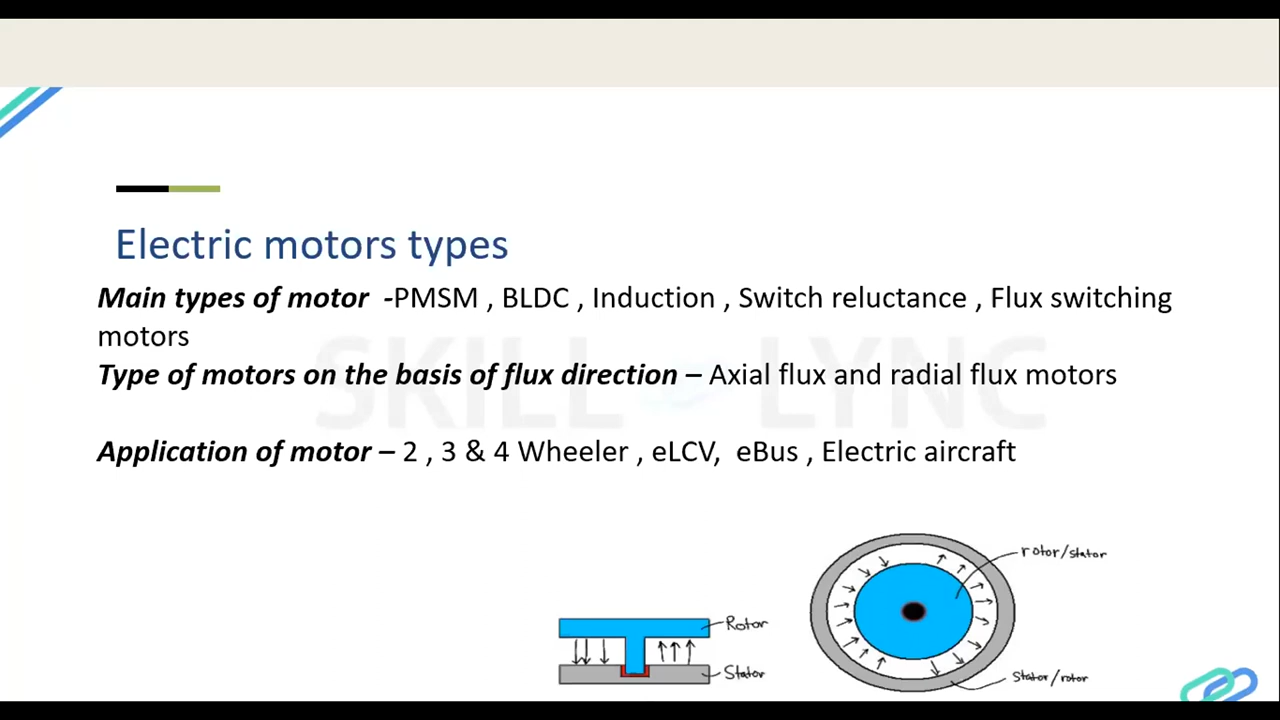 Electric motors types
Main types of motor -PMSM , BLDC , Induction , Switch reluctance , Flux switching
motors
Type of motors on the basis of flux direction – Axial flux and radial flux motors
SKILL LYNC
Application of motor – 2 , 3 & 4 Wheeler , eLCV, eBus , Electric aircraft
rotor/stator
Rotor
Stator
Stator/rotor